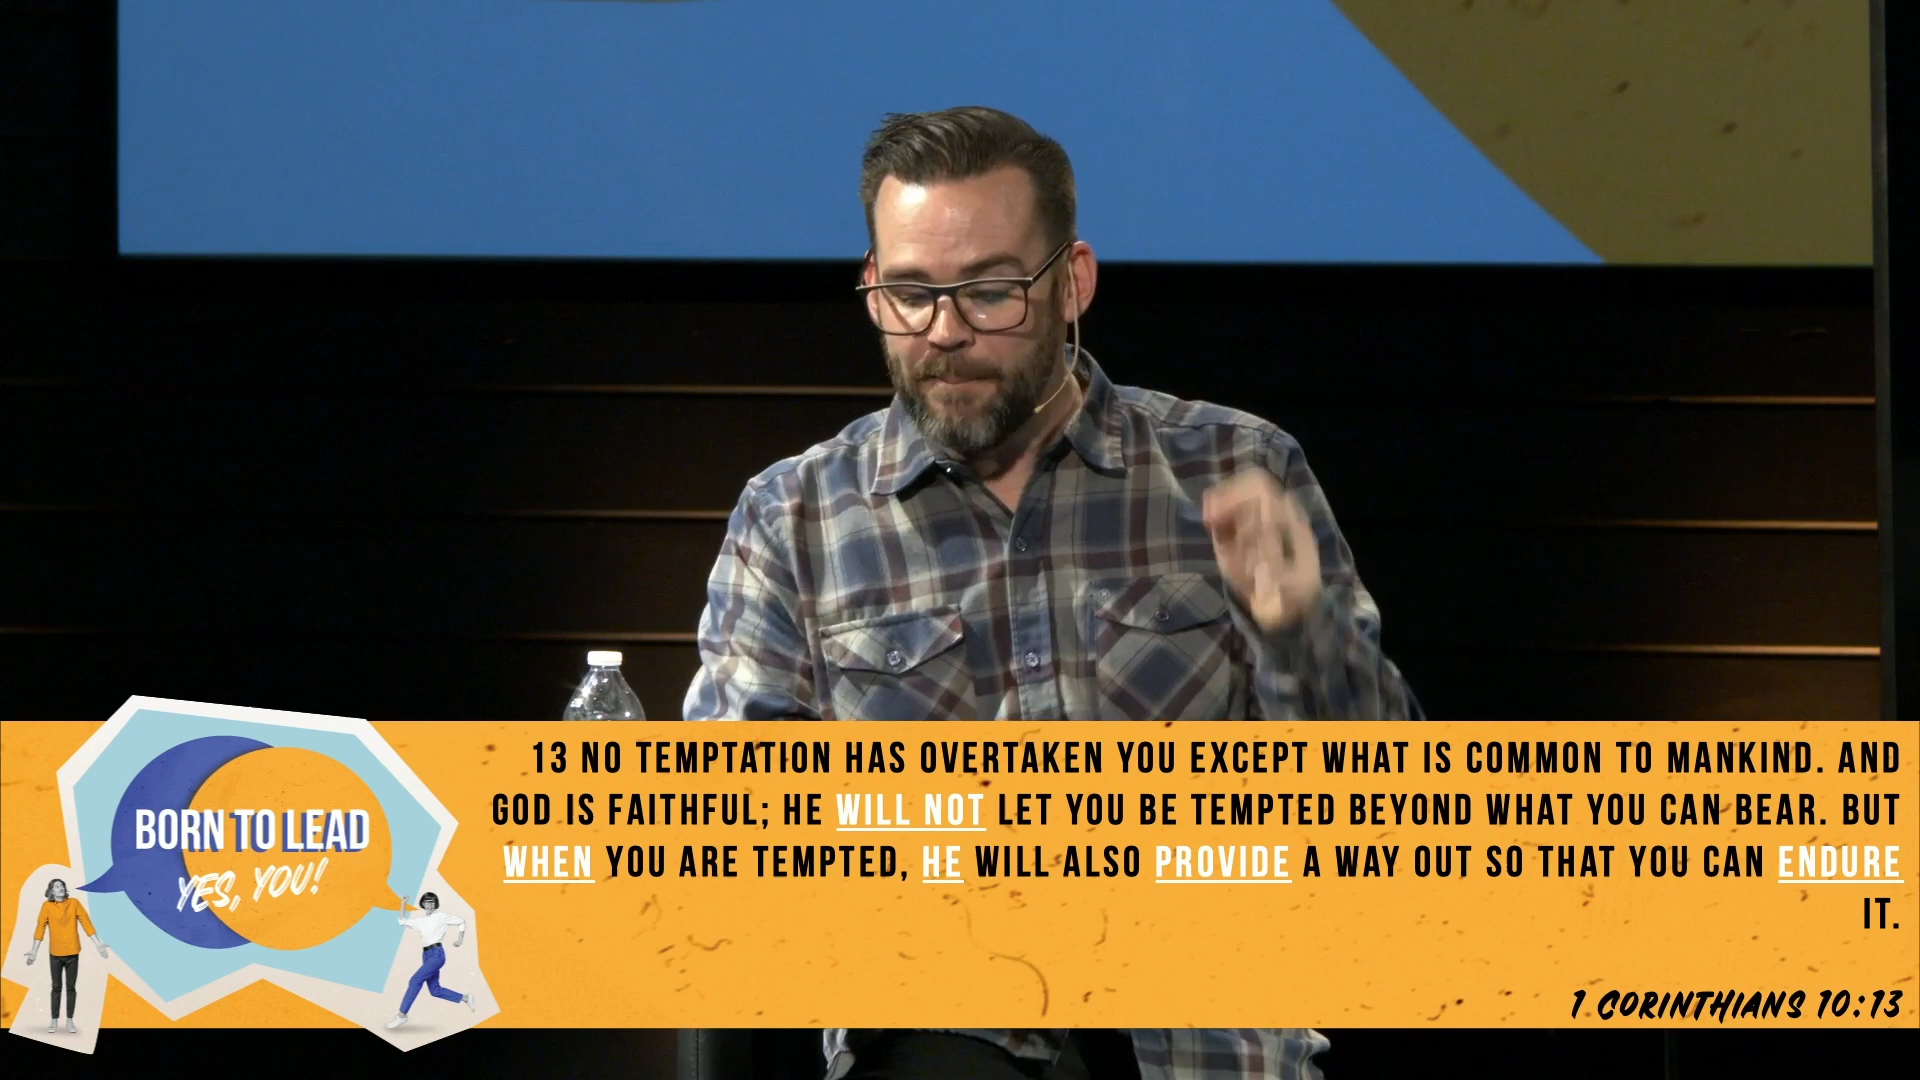 BORN TO LEAD
YES, YOU!
13 NO TEMPTATION HAS OVERTAKEN YOU EXCEPT WHAT IS COMMON TO MANKIND. AND
GOD IS FAITHFUL; HE WILL NOT LET YOU BE TEMPTED BEYOND WHAT YOU CAN BEAR. BUT
WHEN YOU ARE TEMPTED, HE WILL ALSO PROVIDE A WAY OUT SO THAT YOU CAN ENDURE
IT.
1 CORINTHIANS 10:13